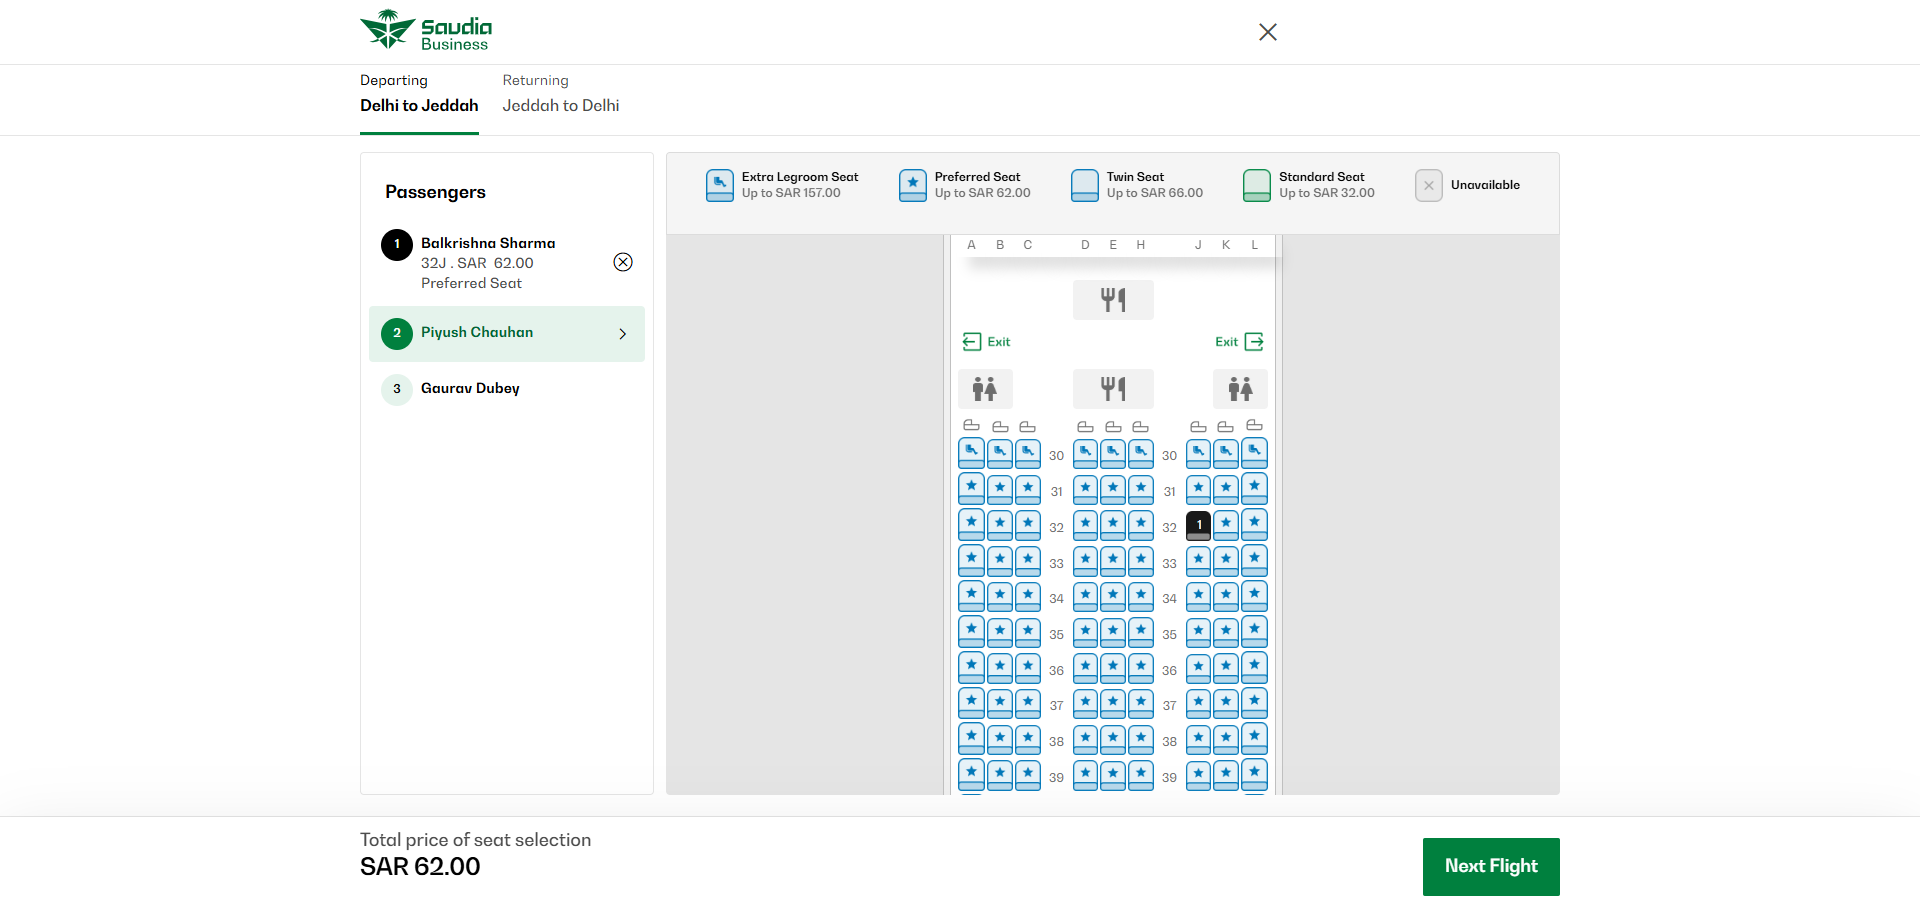 Saudia
Business
Departing
Delhi to Jeddah
Returning
Jeddah to Delhi
Passengers
1
Balkrishna Sharma
32J . SAR 62.00
Preferred Seat
2
Piyush Chauhan
3
Gaurav Dubey
Extra Legroom Seat
Up to SAR 157.00
Preferred Seat
Up to SAR 62.00
Twin Seat
Up to SAR 66.00
Standard Seat
Up to SAR 32.00
Unavailable
A B C D E H J K L
Exit Exit
30 30
31 31
32 32 1
33 33
34 34
35 35
36 36
37 37
38 38
39 39
Total price of seat selection
SAR 62.00
Next Flight